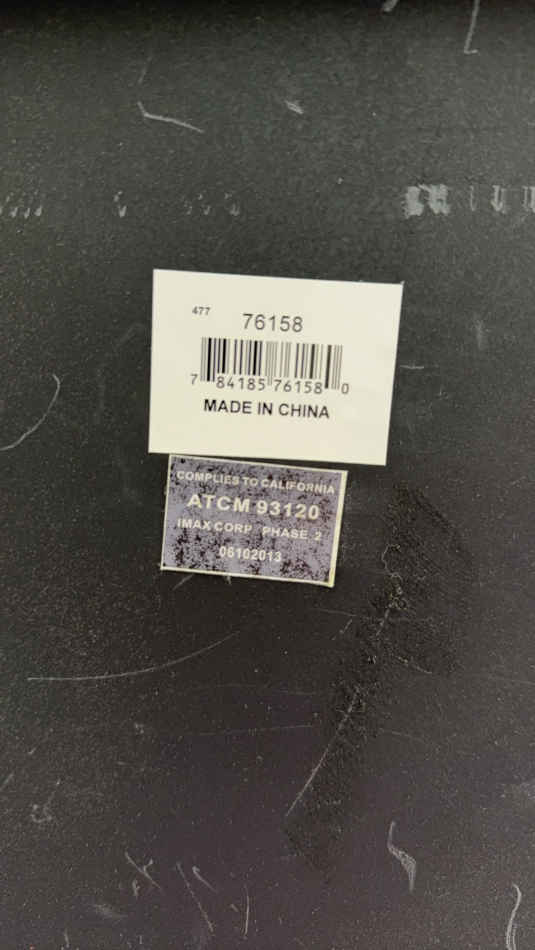 477
76158
7 84185 76158 0
MADE IN CHINA
COMPLIES TO CALIFORNIA
ATCM 93120
IMAX CORP PHASE 2
06102013